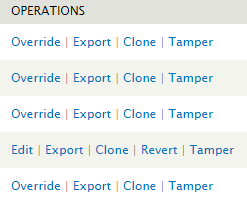 OPERATIONS
Override | Export | Clone | Tamper
Override | Export | Clone | Tamper
Override | Export | Clone | Tamper
Edit | Export | Clone | Revert | Tamper
Override | Export | Clone | Tamper